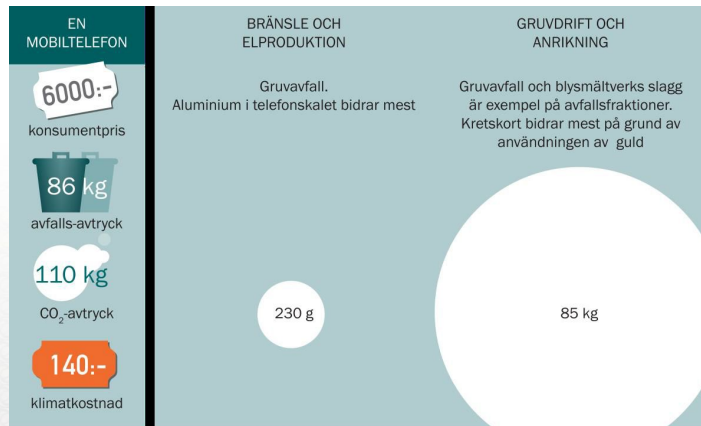 EN
MOBILTELEFON
6000:-
konsumentpris
86 kg
avfalls-avtryck
110 kg
CO₂-avtryck
140:-
klimatkostnad
BRÄNSLE OCH
ELPRODUKTION
Gruvavfall.
Aluminium i telefonskalet bidrar mest
230 g
GRUVDRIFT OCH
ANRIKNING
Gruvavfall och blysmältverks slagg
är exempel på avfallsfraktioner.
Kretskort bidrar mest på grund av
användningen av guld
85 kg